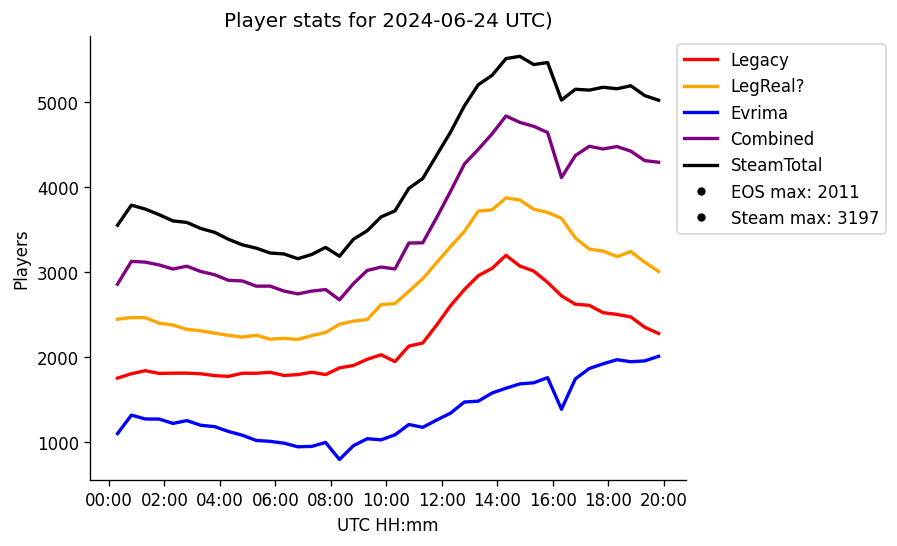 Player stats for 2024-06-24 UTC)
Legacy
LegReal?
Evrima
Combined
SteamTotal
EOS max: 2011
Steam max: 3197
Players
5000
4000
3000
2000
1000
00:00 02:00 04:00 06:00 08:00 10:00 12:00 14:00 16:00 18:00 20:00
UTC HH:mm